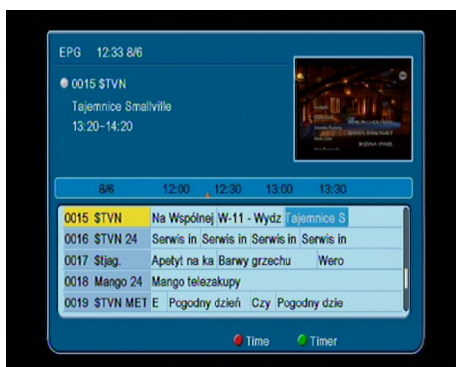 EPG 12:33 8/6
0015 $TVN
Tajemnice Smallville
13:20-14:20
8/6 12:00 12:30 13:00 13:30
0015 $TVN Na Wspólnej W-11 - Wydz Tajemnice S
0016 $TVN 24 Serwis in Serwis in Serwis in Serwis in
0017 $tjag. Apetyt na ka Barwy grzechu Wero
0018 Mango 24 Mango telezakupy
0019 $TVN MET E Pogodny dzień Czy Pogodny dzie
Time Timer